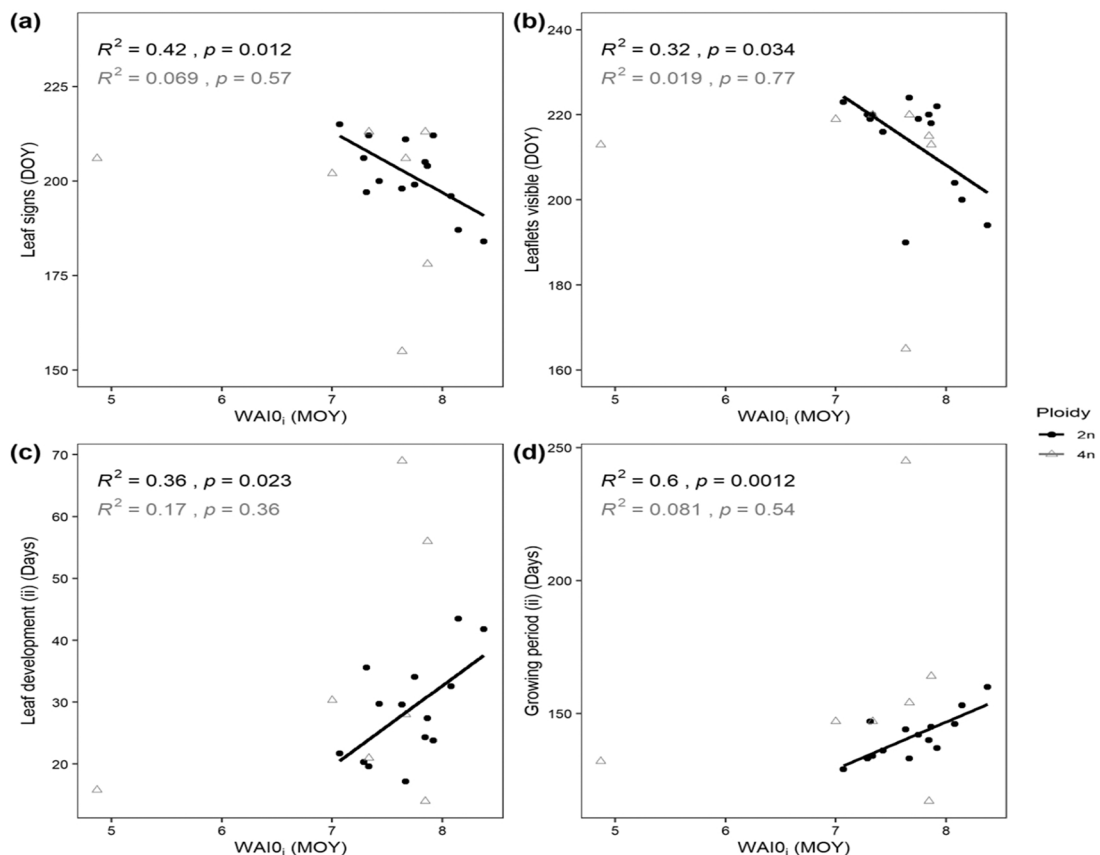 (a)
R² = 0.42 , p = 0.012
R² = 0.069 , p = 0.57
Leaf signs (DOY)
225
200
175
150
5 6 7 8
WAI0i (MOY)
(b)
R² = 0.32 , p = 0.034
R² = 0.019 , p = 0.77
Leaflets visible (DOY)
240
220
200
180
160
5 6 7 8
WAI0i (MOY)
Ploidy
2n
4n
(c)
R² = 0.36 , p = 0.023
R² = 0.17 , p = 0.36
Leaf development (ii) (Days)
70
60
50
40
30
20
5 6 7 8
WAI0i (MOY)
(d)
R² = 0.6 , p = 0.0012
R² = 0.081 , p = 0.54
Growing period (ii) (Days)
250
200
150
5 6 7 8
WAI0i (MOY)